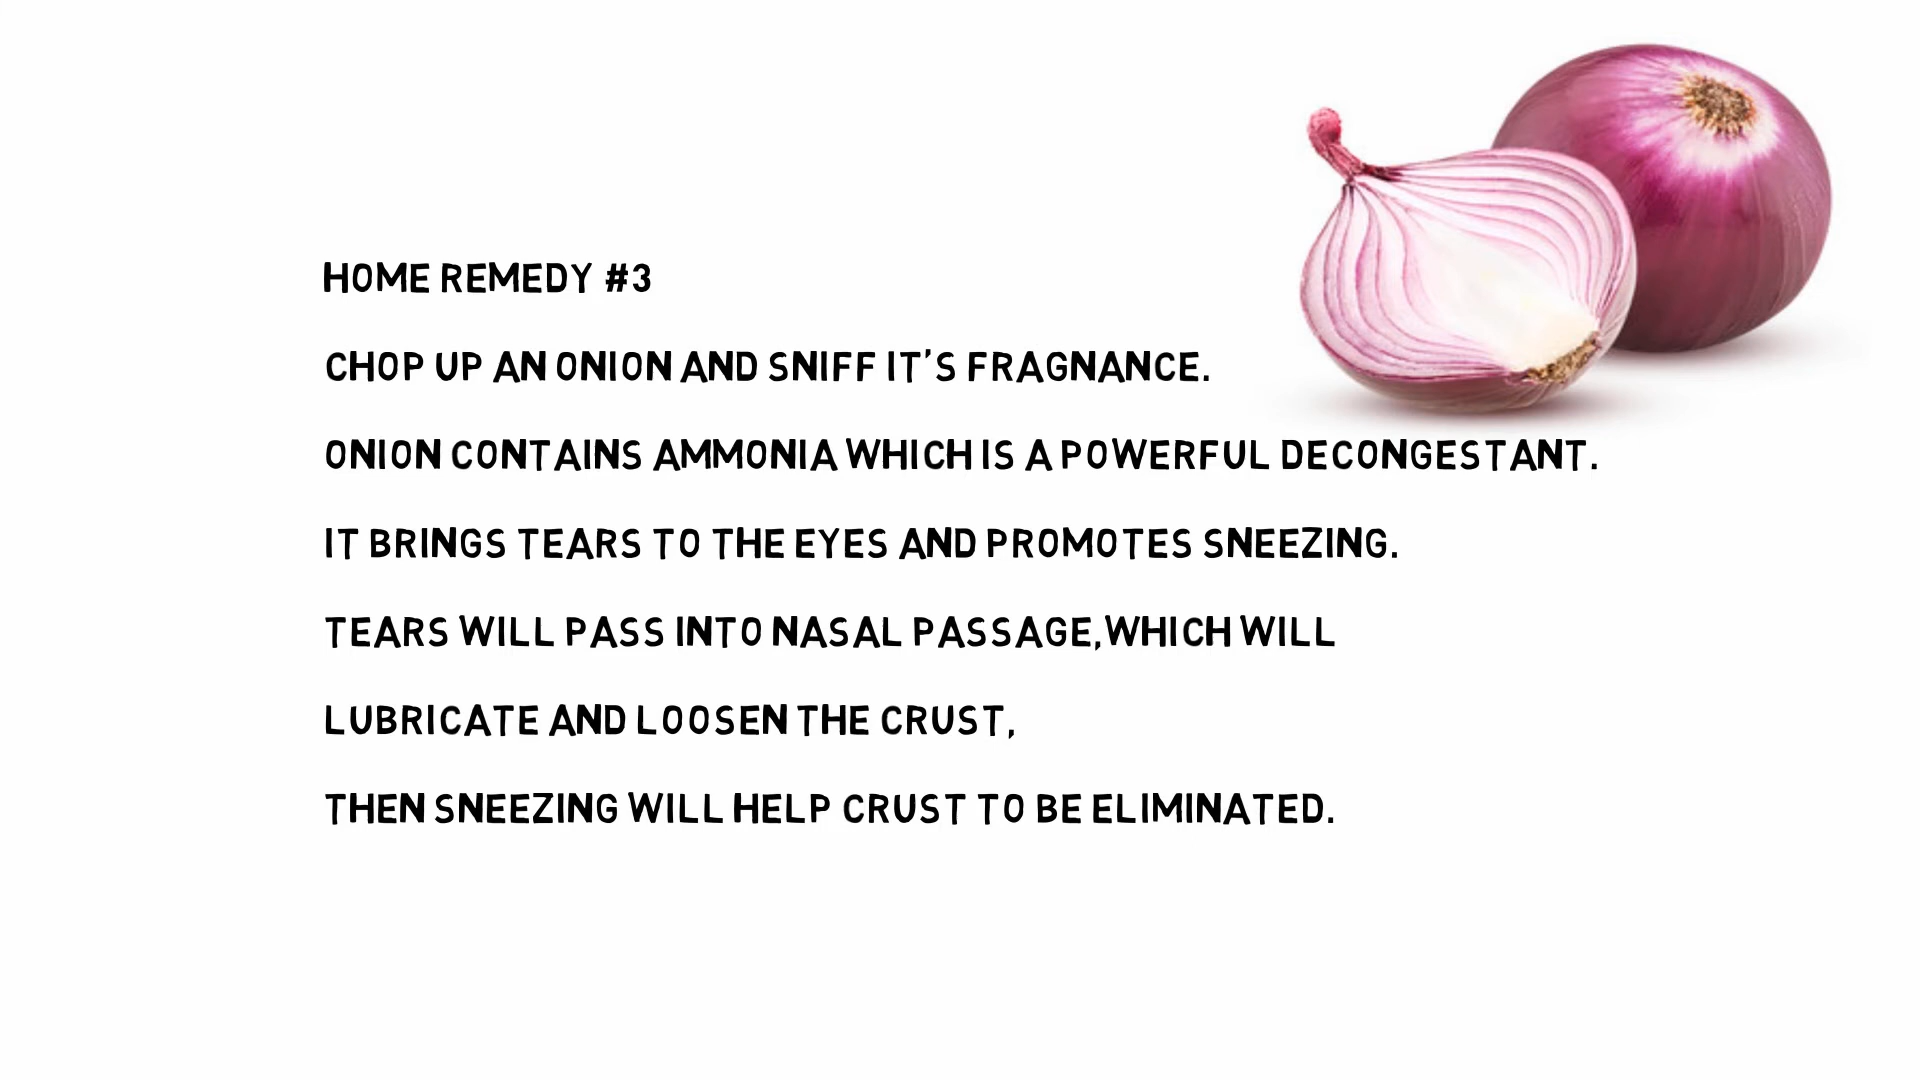 HOME REMEDY #3
CHOP UP AN ONION AND SNIFF IT'S FRAGNANCE.
ONION CONTAINS AMMONIA WHICH IS A POWERFUL DECONGESTANT.
IT BRINGS TEARS TO THE EYES AND PROMOTES SNEEZING.
TEARS WILL PASS INTO NASAL PASSAGE,WHICH WILL
LUBRICATE AND LOOSEN THE CRUST,
THEN SNEEZING WILL HELP CRUST TO BE ELIMINATED.